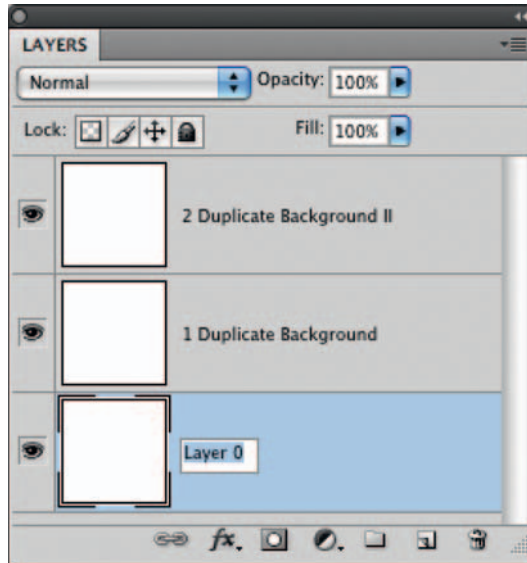 LAYERS
Normal Opacity: 100%
Lock: Fill: 100%
2 Duplicate Background II
1 Duplicate Background
Layer 0
fx.